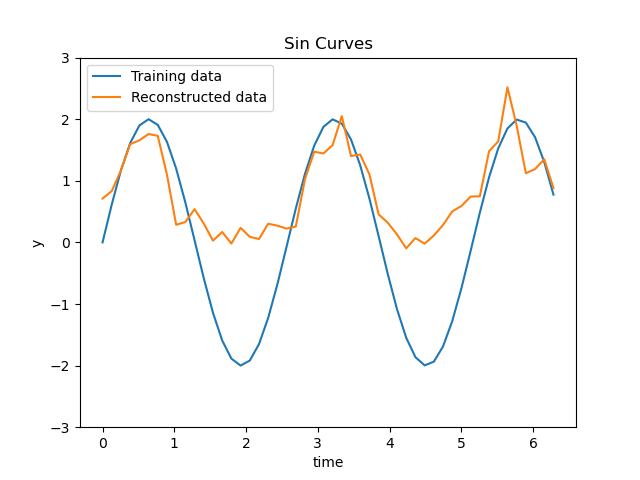 Sin Curves
Training data
Reconstructed data
3
2
1
0
−1
−2
−3
y
0 1 2 3 4 5 6
time